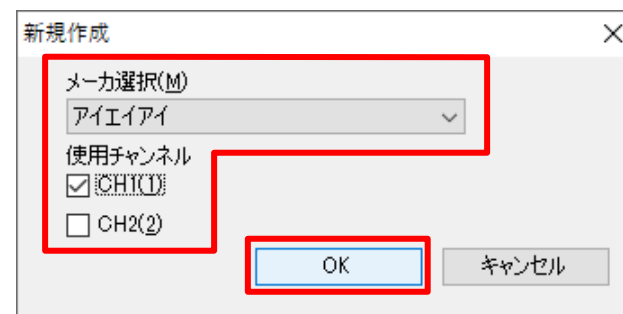 新規作成
メーカ選択(M)
アイエイアイ
使用チャンネル
CH1(1)
CH2(2)
OK キャンセル